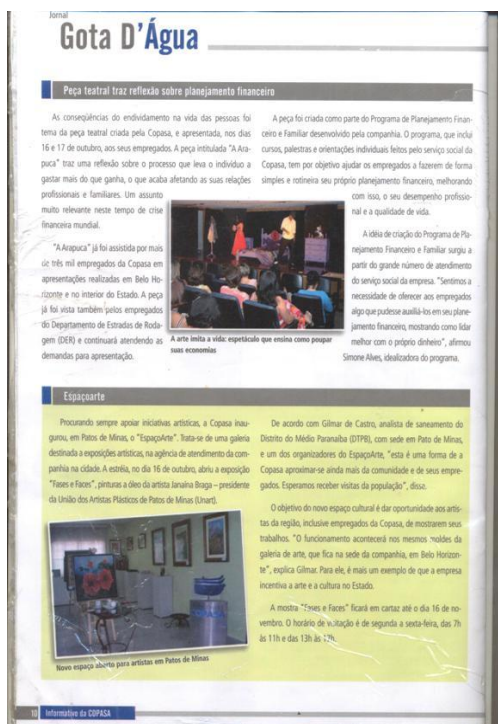 Jornal
Gota D'Água
Peça teatral traz reflexão sobre planejamento financeiro
As conseqüências do endividamento na vida das pessoas foi
tema da peça teatral criada pela Copasa, e apresentada, nos dias
16 e 17 de outubro, aos seus empregados. A peça intitulada "A Ara-
puca" traz uma reflexão sobre o processo que leva o indivíduo a
gastar mais do que ganha, o que acaba afetando as suas relações
profissionais e familiares. Um assunto
muito relevante neste tempo de crise
financeira mundial.
"A Arapuca" já foi assistida por mais
de três mil empregados da Copasa em
apresentações realizadas em Belo Ho-
rizonte e no interior do Estado. A peça
já foi vista também pelos empregados
do Departamento de Estradas de Roda-
gem (DER) e continuará atendendo as
demandas para apresentação.
A arte imita a vida: espetáculo que ensino como poupar
suas economias
A peça foi criada como parte do Programa de Planejamento Finan-
ceiro e Familiar desenvolvido pela companhia. O programa, que inclui
cursos, palestras e orientações individuais feitos pelo serviço social da
Copasa, tem por objetivo ajudar os empregados a fazerem de forma
simples e rotineira seu próprio planejamento financeiro, melhorando
com isso, o seu desempenho profissio-
nal e a qualidade de vida.
A idéia de criação do Programa de Pla-
nejamento Financeiro e Familiar surgiu a
partir do grande número de atendimento
do serviço social da empresa. "Sentimos a
necessidade de oferecer aos empregados
algo que pudesse auxiliá-los em seu plane-
jamento financeiro, mostrando como lidar
melhor com o próprio dinheiro", afirmou
Simone Alves, idealizadora do programa.
Espaçoarte
Procurando sempre apoiar iniciativas artísticas, a Copasa inau-
gurou, em Patos de Minas, o "EspaçoArte". Trata-se de uma galeria
destinada a exposições artísticas, na agência de atendimento da com-
panhia na cidade. A estréia, no dia 16 de outubro, abriu a exposição
"Fases e Faces", pinturas a óleo da artista Janaína Braga – presidente
da União dos Artistas Plásticos de Patos de Minas (Unart).
COPASA
Novo espaço aberto para artistas em Patos de Minas
De acordo com Gilmar de Castro, analista de saneamento do
Distrito do Médio Paranaíba (DTPB), com sede em Pato de Minas,
e um dos organizadores do EspaçoArte, "esta é uma forma de a
Copasa aproximar-se ainda mais da comunidade e de seus empre-
gados. Esperamos receber visitas da população", disse.
O objetivo do novo espaço cultural é dar oportunidade aos artis-
tas da região, inclusive empregados da Copasa, de mostrarem seus
trabalhos. "O funcionamento acontecerá nos mesmos moldes da
galeria de arte, que fica na sede da companhia, em Belo Horizon-
te", explica Gilmar. Para ele, é mais um exemplo de que a empresa
incentiva a arte e a cultura no Estado.
A mostra "Fases e Faces" ficará em cartaz até o dia 16 de no-
vembro. O horário de visitação é de segunda a sexta-feira, das 7h
às 11h e das 13h às 17h.
10 Informativo da COPASA